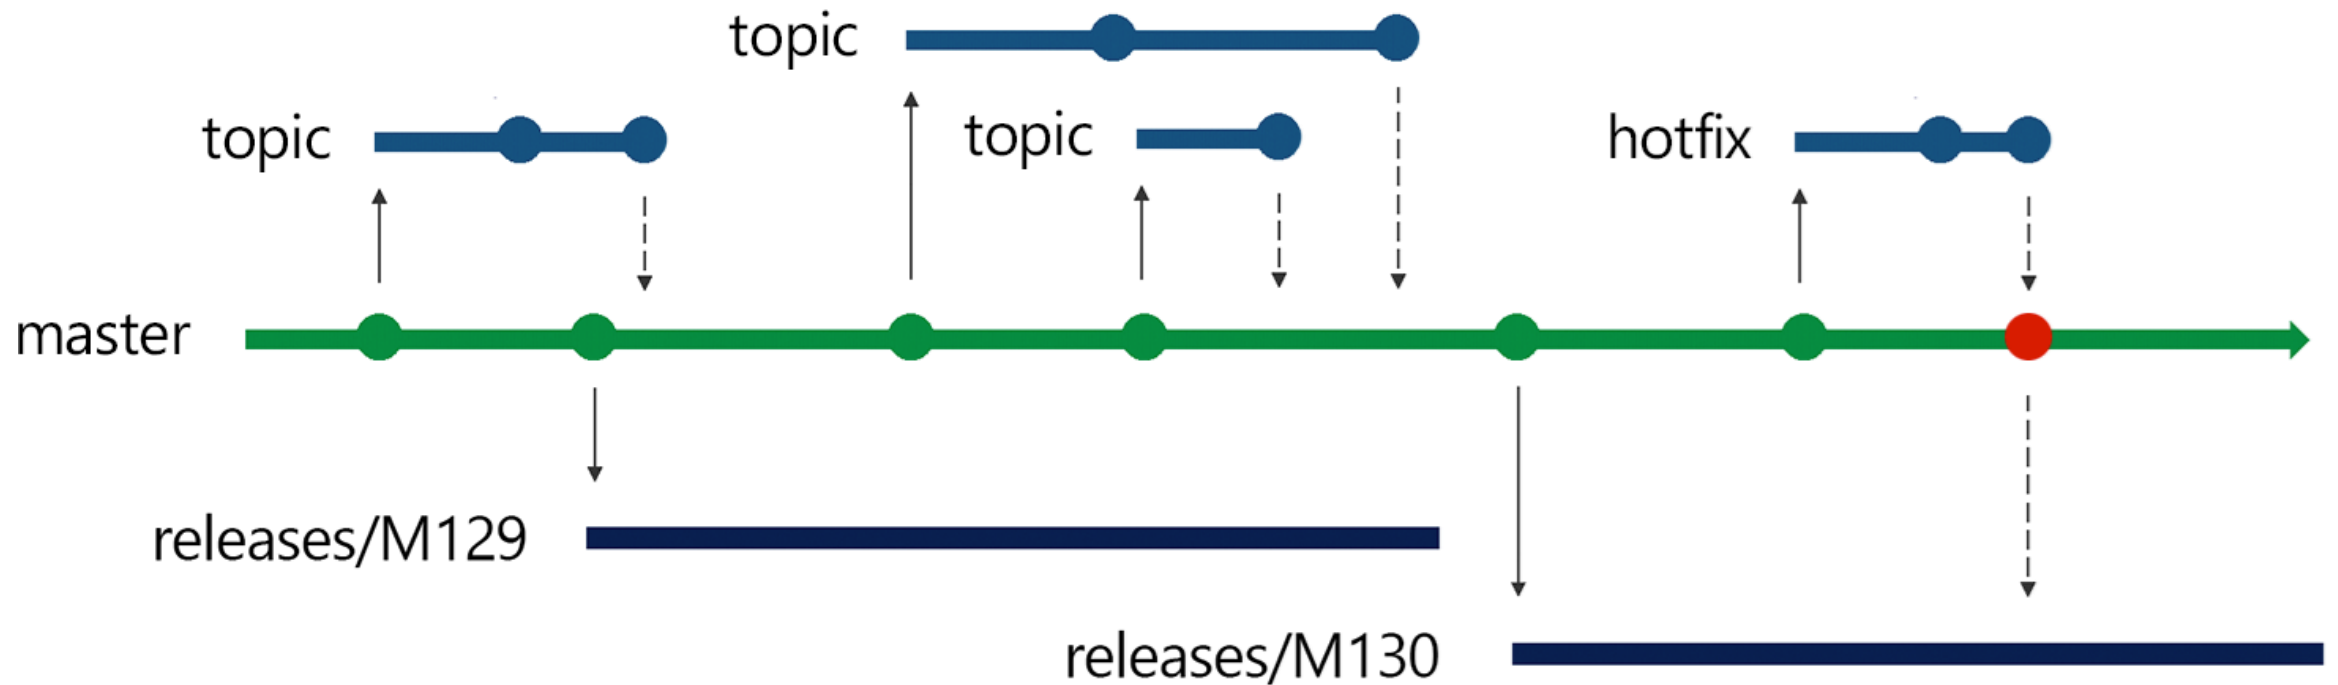 topic
topic
topic
hotfix
master
releases/M129
releases/M130